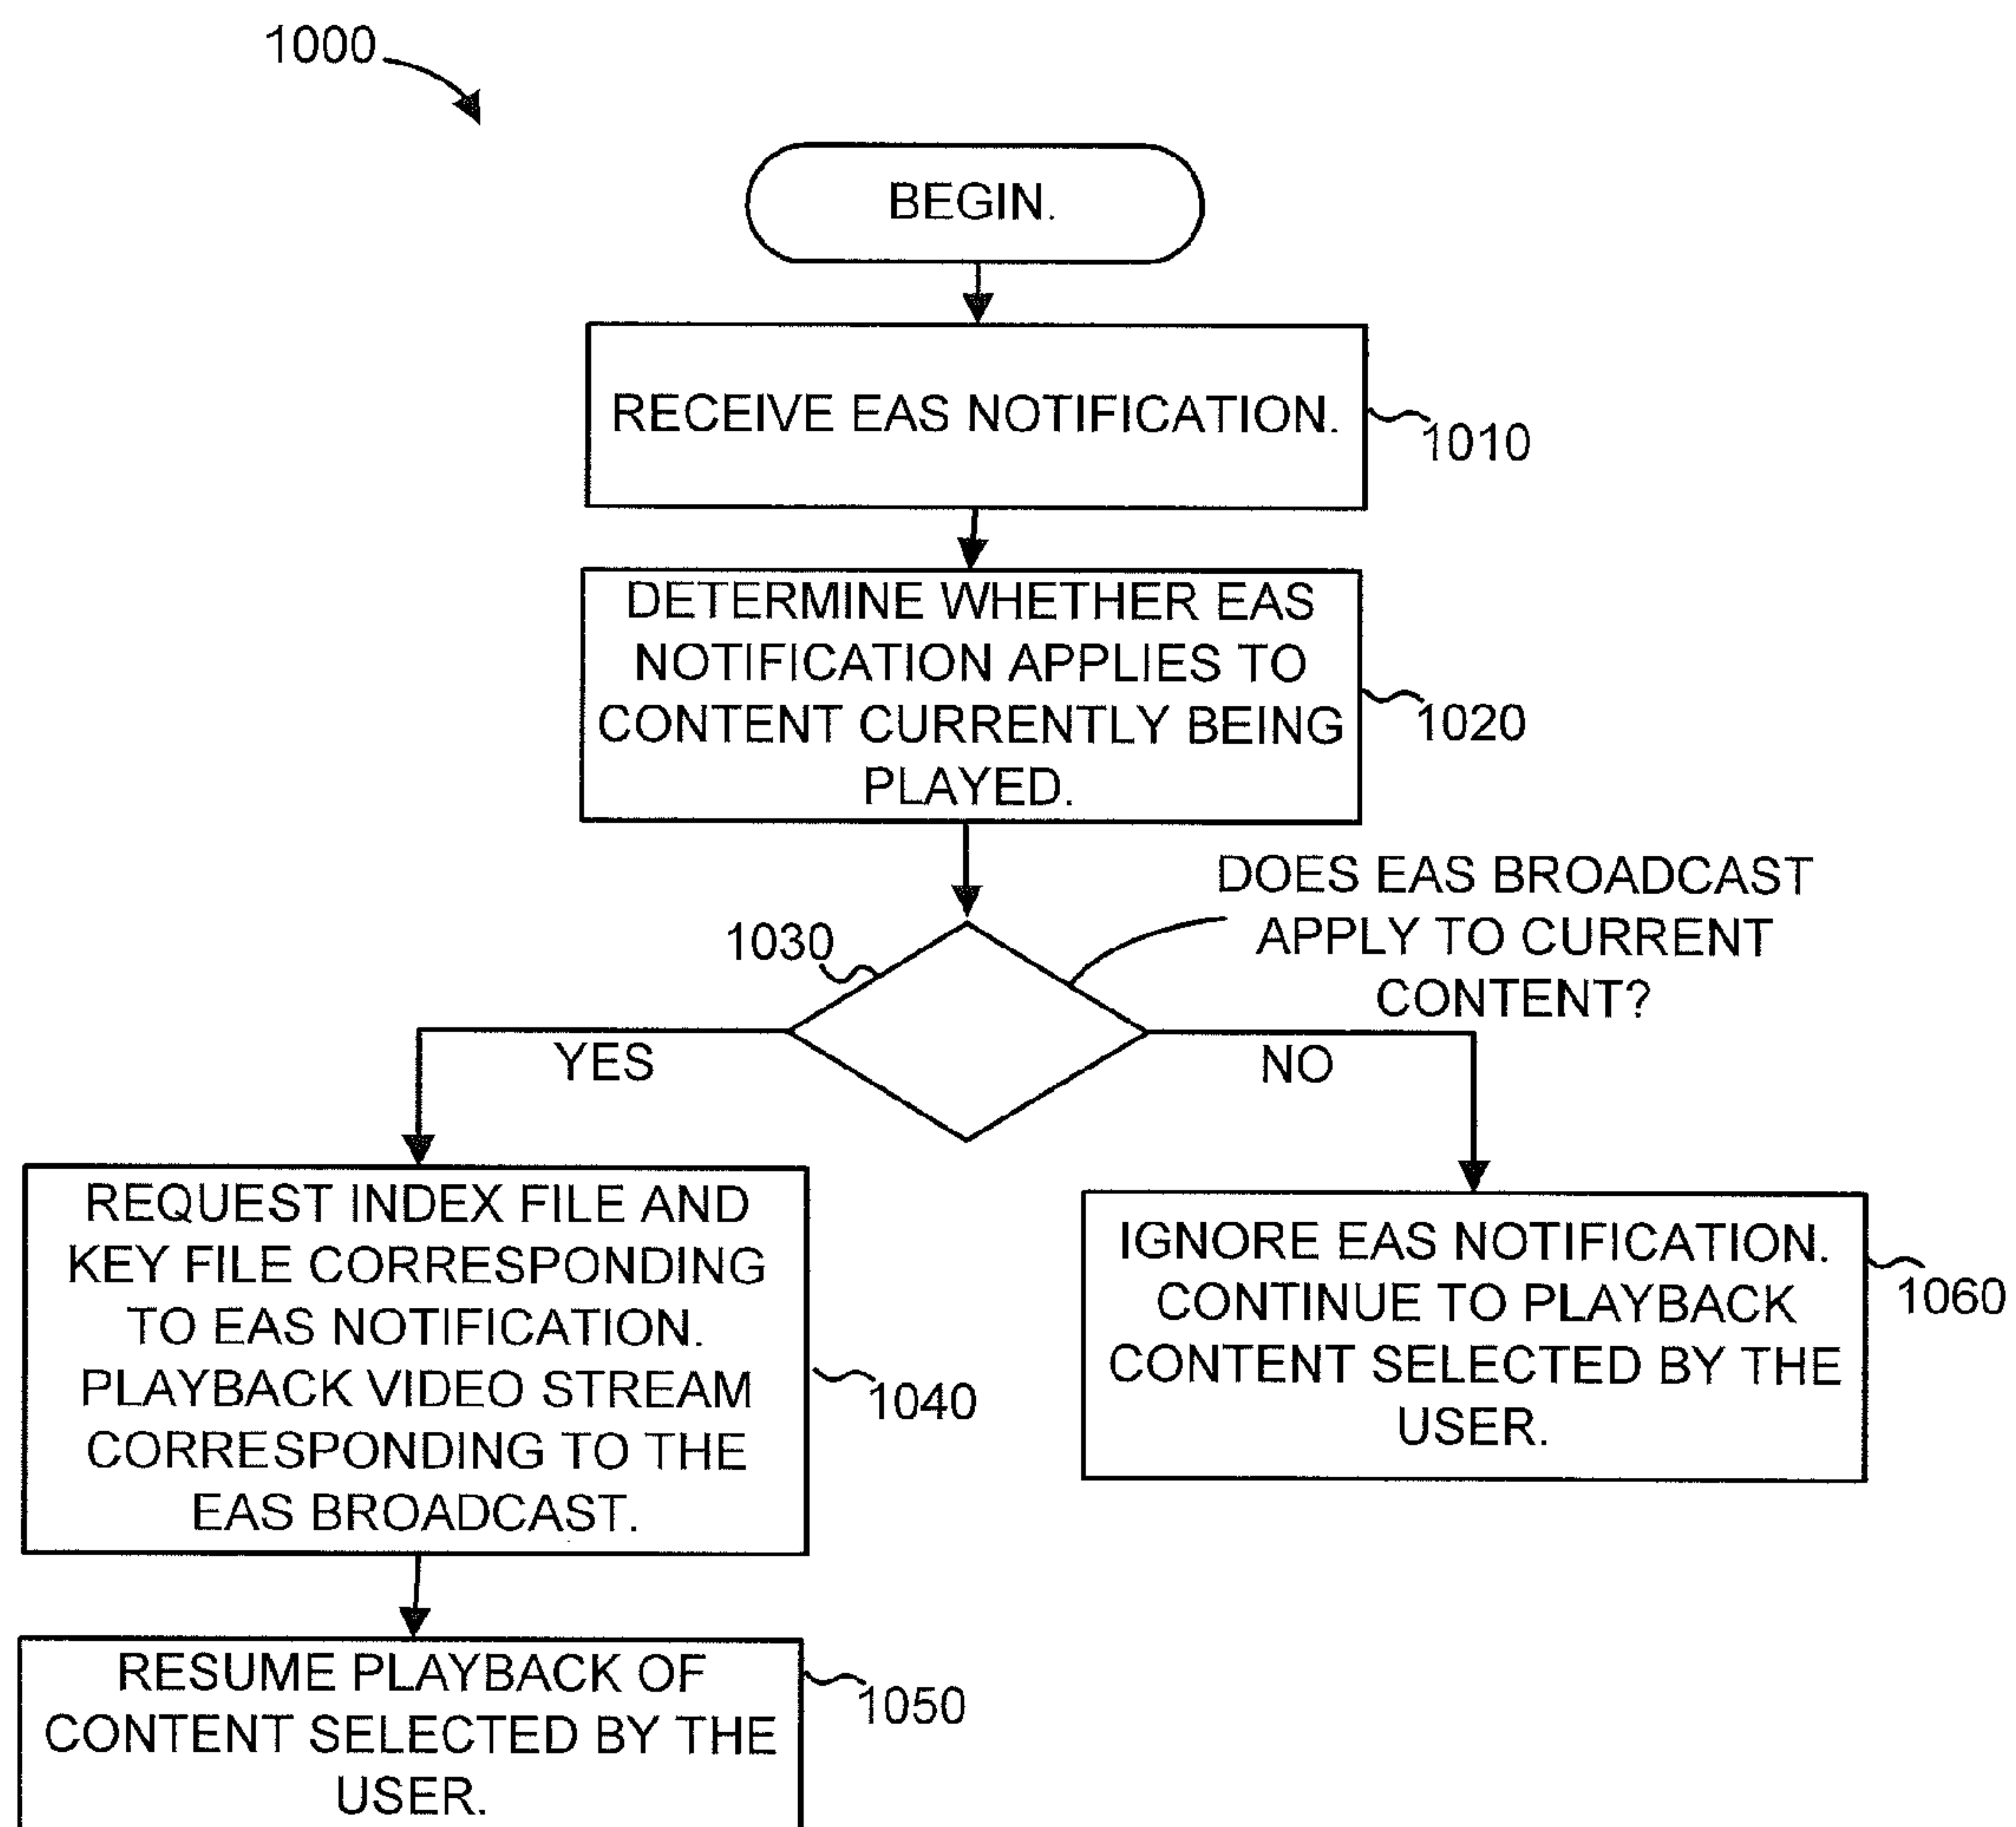 1000
BEGIN.
RECEIVE EAS NOTIFICATION.
1010
DETERMINE WHETHER EAS
NOTIFICATION APPLIES TO
CONTENT CURRENTLY BEING
PLAYED.
1020
DOES EAS BROADCAST
APPLY TO CURRENT
CONTENT?
1030
YES
NO
REQUEST INDEX FILE AND
KEY FILE CORRESPONDING
TO EAS NOTIFICATION.
PLAYBACK VIDEO STREAM
CORRESPONDING TO THE
EAS BROADCAST.
1040
IGNORE EAS NOTIFICATION.
CONTINUE TO PLAYBACK
CONTENT SELECTED BY THE
USER.
1060
RESUME PLAYBACK OF
CONTENT SELECTED BY THE
USER.
1050